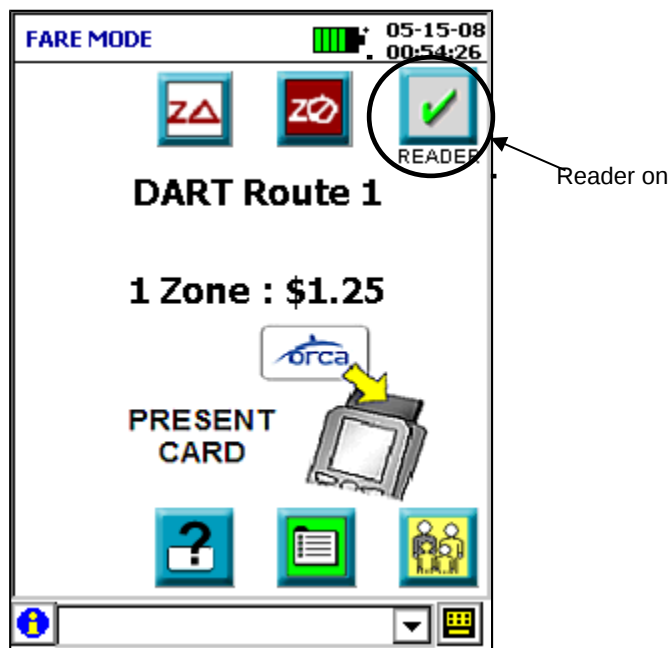 FARE MODE
05-15-08
00:54:26
Z
Z
READER
Reader on
DART Route 1
1 Zone : $1.25
orca
PRESENT
CARD
?
i